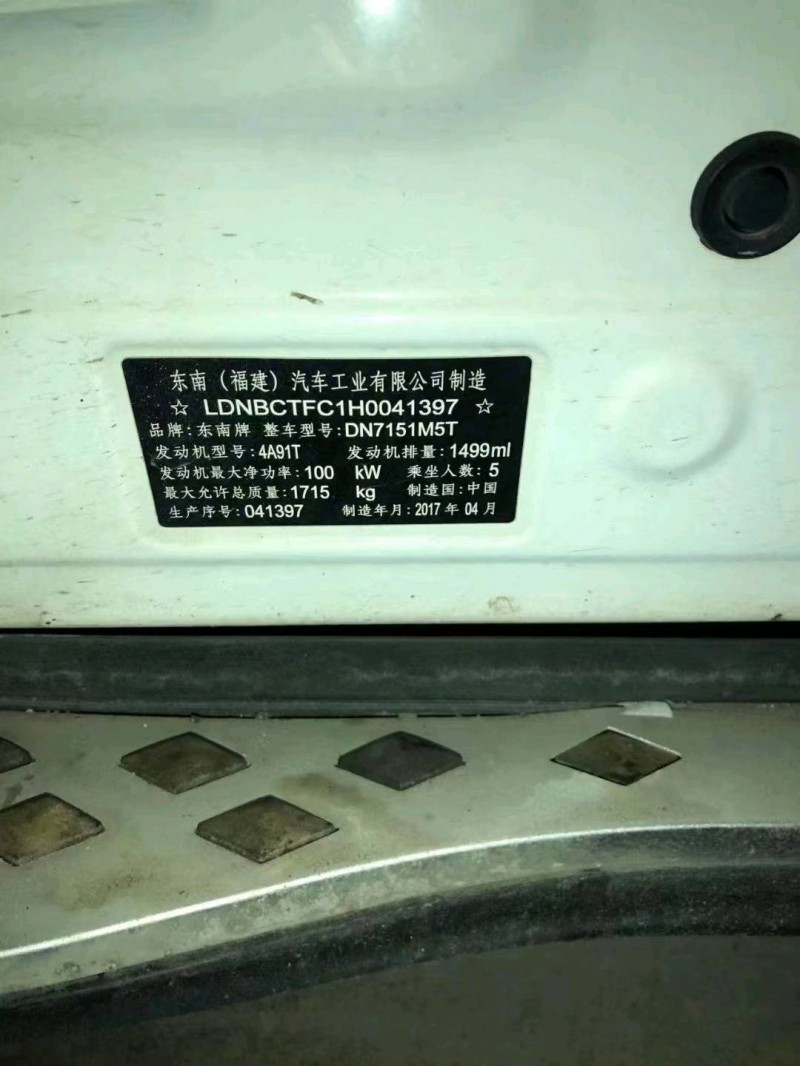 东南（福建）汽车工业有限公司制造
☆ LDNBCTFC1H0041397 ☆
品牌:东南牌 整车型号:DN7151M5T
发动机型号:4A91T 发动机排量:1499ml
发动机最大净功率:100 kW 乘坐人数:5
最大允许总质量:1715 kg 制造国:中国
生产序号:041397 制造年月:2017 年 04 月